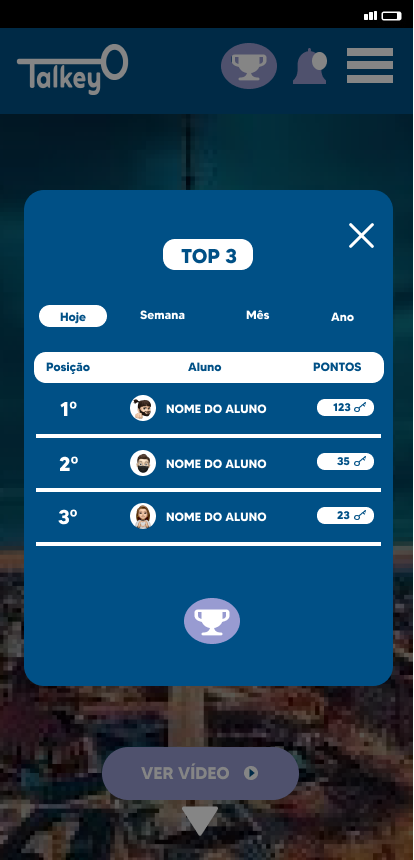 Talkey
TOP 3
Hoje Semana Mês Ano
Posição Aluno PONTOS
1º NOME DO ALUNO 123
2º NOME DO ALUNO 35
3º NOME DO ALUNO 23
VER VÍDEO